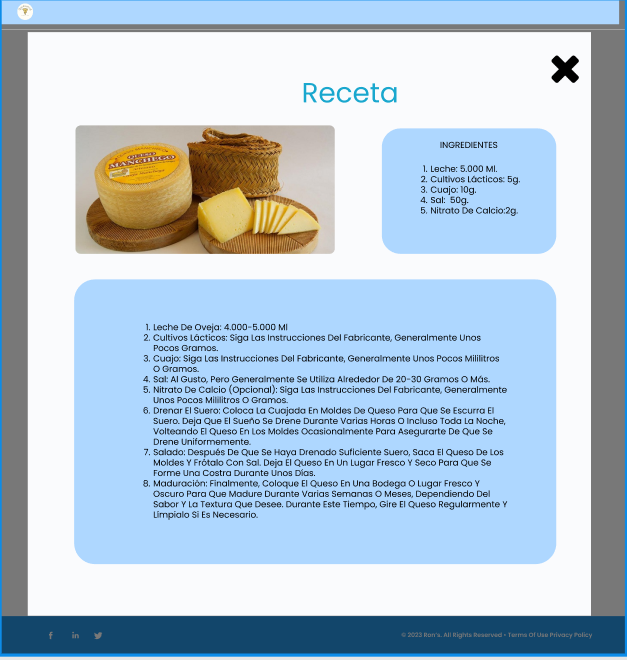 Receta
MANCHEGO
INGREDIENTES
1. Leche: 5.000 Ml.
2. Cultivos Lácticos: 5g.
3. Cuajo: 10g.
4. Sal: 50g.
5. Nitrato De Calcio:2g.
1. Leche De Oveja: 4.000-5.000 Ml
2. Cultivos Lácticos: Siga Las Instrucciones Del Fabricante, Generalmente Unos
Pocos Gramos.
3. Cuajo: Siga Las Instrucciones Del Fabricante, Generalmente Unos Pocos Mililitros
O Gramos.
4. Sal: Al Gusto, Pero Generalmente Se Utiliza Alrededor De 20-30 Gramos O Más.
5. Nitrato De Calcio (Opcional): Siga Las Instrucciones Del Fabricante, Generalmente
Unos Pocos Mililitros O Gramos.
6. Drenar El Suero: Coloca La Cuajada En Moldes De Queso Para Que Se Escurra El
Suero. Deja Que El Sueño Se Drene Durante Varias Horas O Incluso Toda La Noche,
Volteando El Queso En Los Moldes Ocasionalmente Para Asegurarte De Que Se
Drene Uniformemente.
7. Salado: Después De Que Se Haya Drenado Suficiente Suero, Saca El Queso De Los
Moldes Y Frótalo Con Sal. Deja El Queso En Un Lugar Fresco Y Seco Para Que Se
Forme Una Costra Durante Unos Días.
8. Maduración: Finalmente, Coloque El Queso En Una Bodega O Lugar Fresco Y
Oscuro Para Que Madure Durante Varias Semanas O Meses, Dependiendo Del
Sabor Y La Textura Que Desee. Durante Este Tiempo, Gire El Queso Regularmente Y
Límpialo Si Es Necesario.
© 2023 Ron's. All Rights Reserved • Terms Of Use Privacy Policy